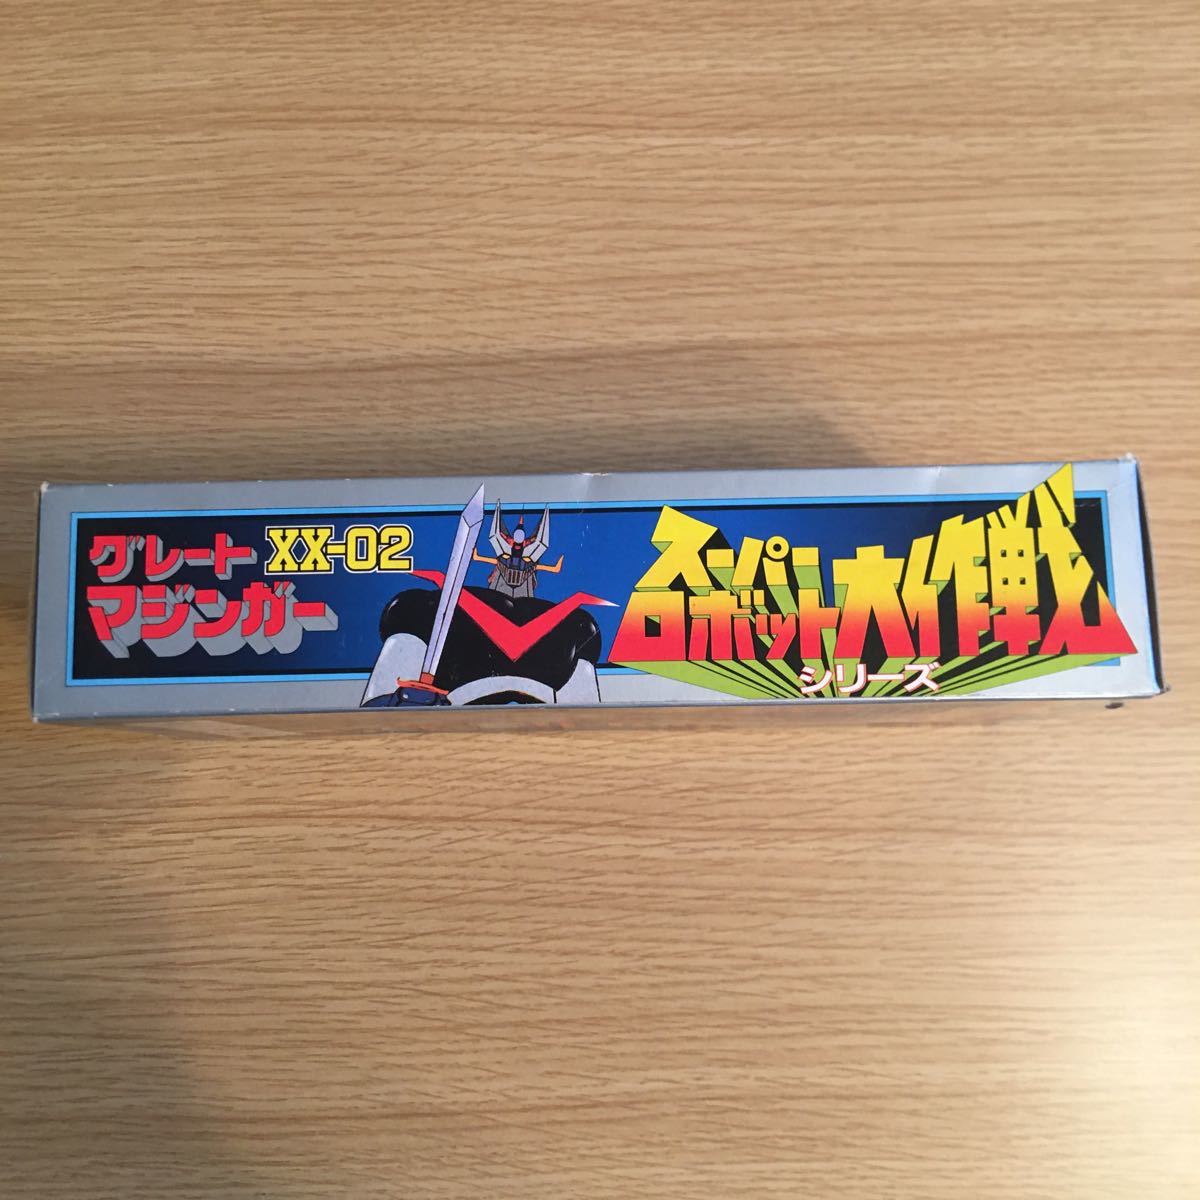 グレート XX-02
マジンガー
スーパー
ロボット大作戦
シリーズ